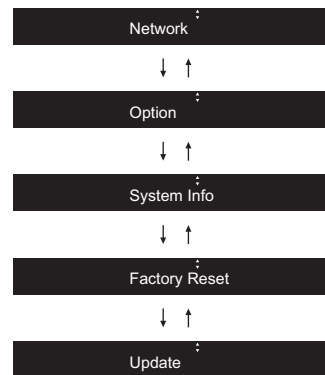 Network
Option
System Info
Factory Reset
Update